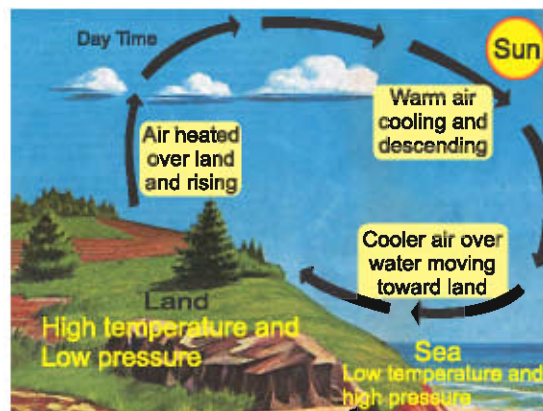 Day Time
Sun
Warm air
cooling and
descending
Air heated
over land
and rising
Cooler air over
water moving
toward land
Land
High temperature and
Low pressure
Sea
Low temperature and
high pressure